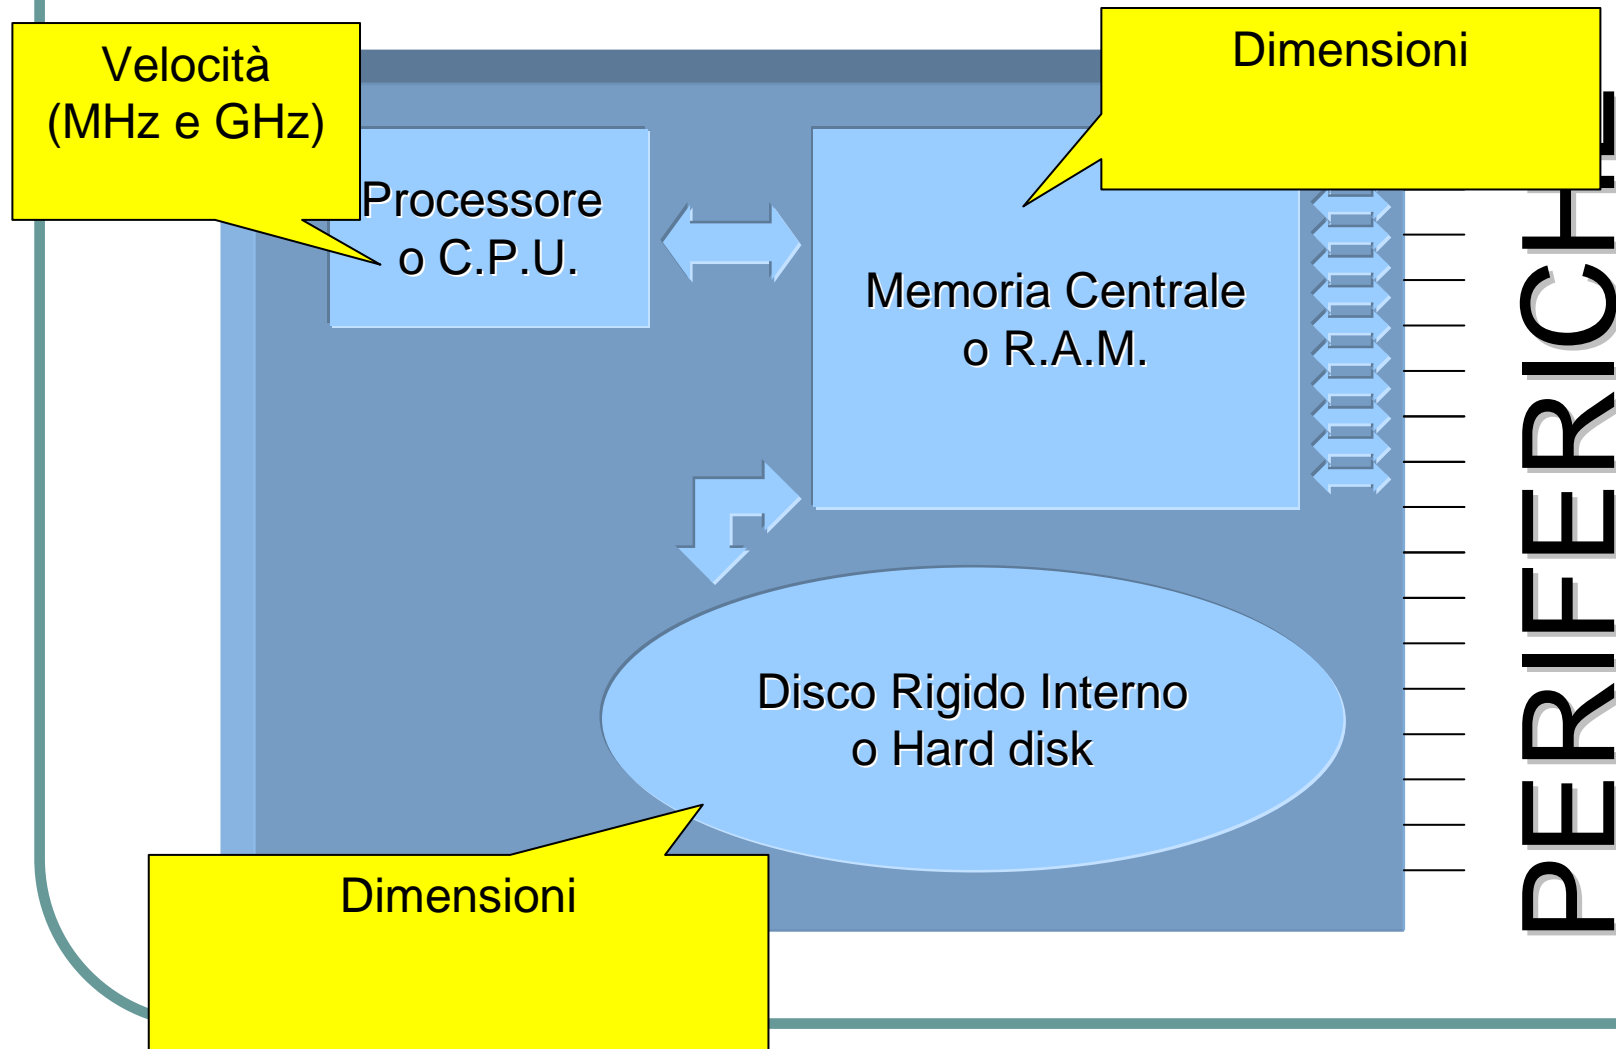 Velocità
(MHz e GHz)
Dimensioni
Processore
o C.P.U.
Memoria Centrale
o R.A.M.
Disco Rigido Interno
o Hard disk
Dimensioni
PERIFERICHE